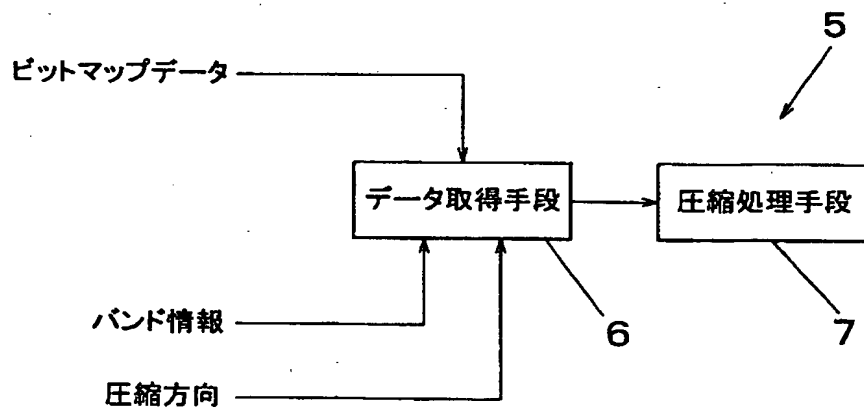 5
ビットマップデータ
データ取得手段
圧縮処理手段
バンド情報
6
7
圧縮方向